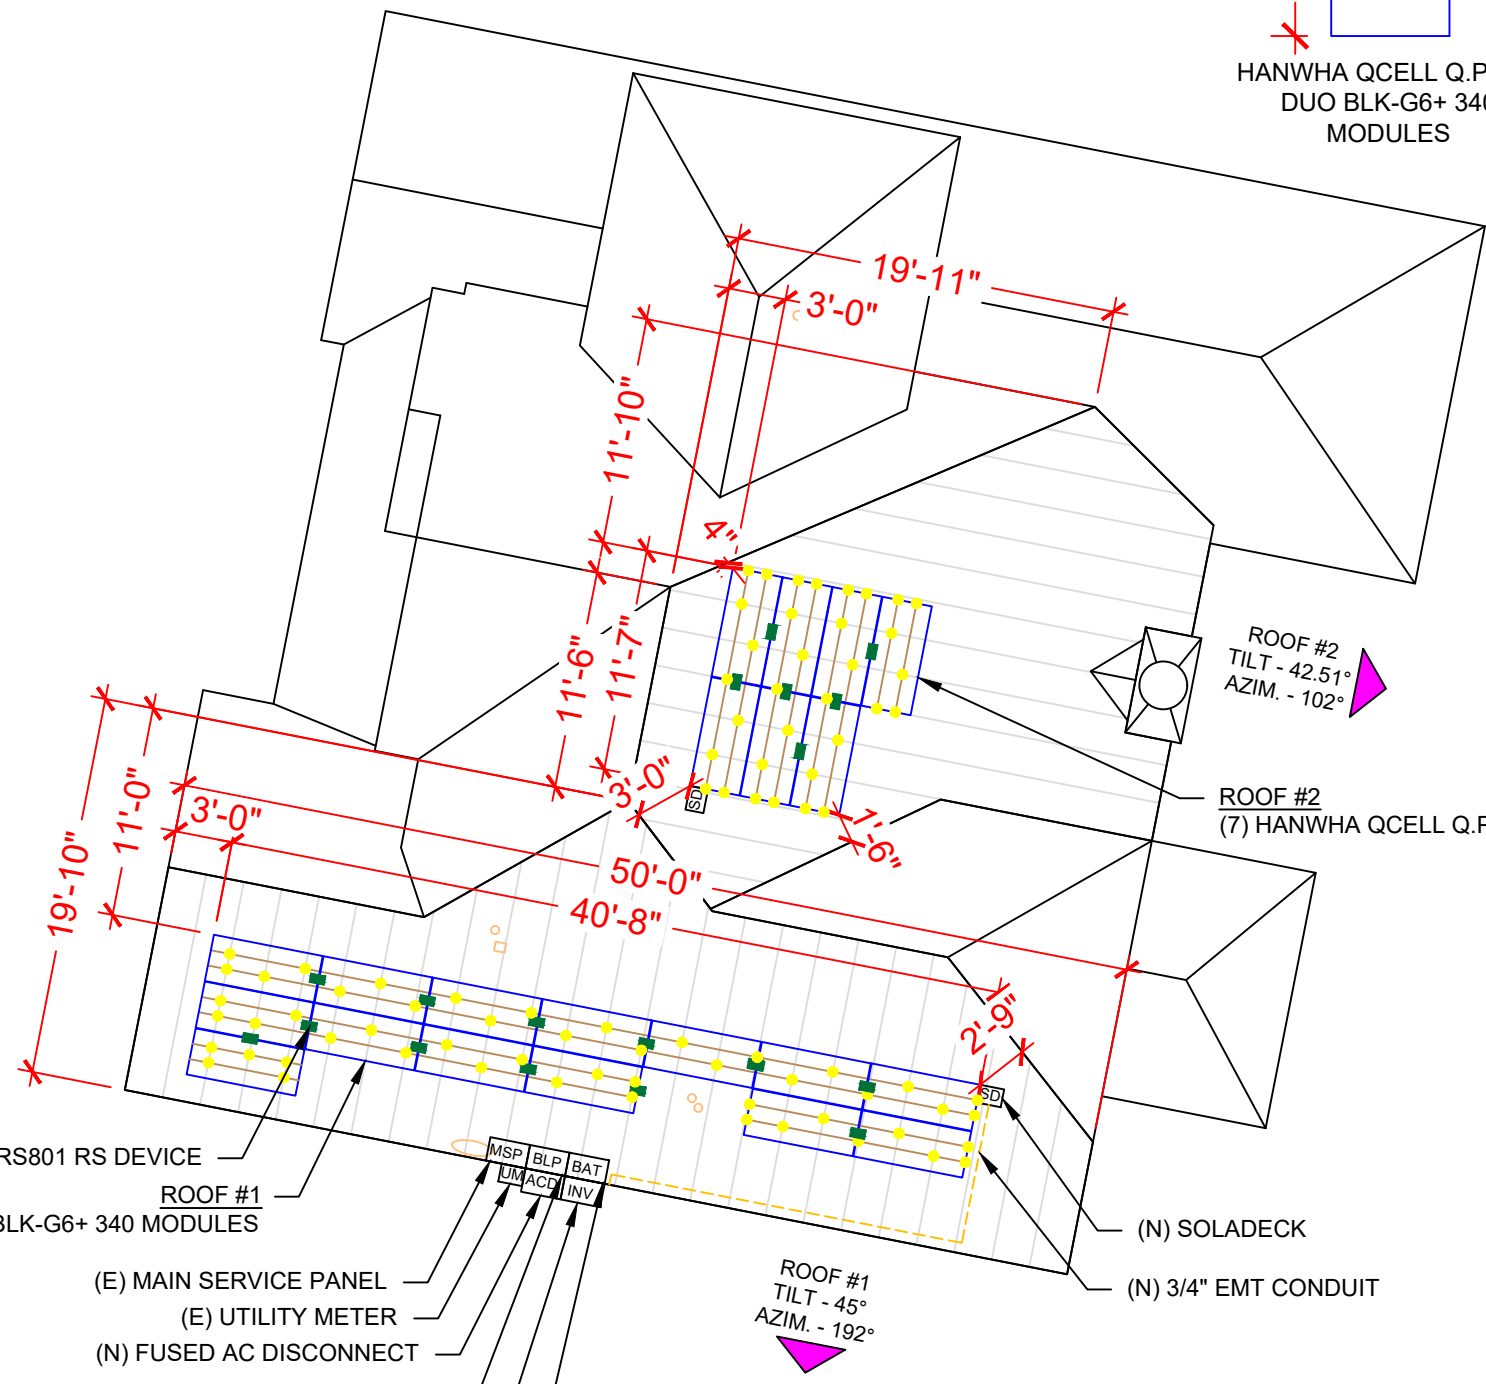 HANWHA QCELL Q.P
DUO BLK-G6+ 340
MODULES
19'-11"
3'-0"
11'-10"
4"
11'-6"
11'-7"
ROOF #2
TILT - 42.51°
AZIM. - 102°
3'-0"
SD
19'-10"
11'-0"
3'-0"
50'-0"
40'-8"
1'-6"
ROOF #2
(7) HANWHA QCELL Q.P
2'-9"
SD
RS801 RS DEVICE
ROOF #1
BLK-G6+ 340 MODULES
MSP
BLP
BAT
UM
ACD
INV
(E) MAIN SERVICE PANEL
(E) UTILITY METER
(N) FUSED AC DISCONNECT
ROOF #1
TILT - 45°
AZIM. - 192°
(N) SOLADECK
(N) 3/4" EMT CONDUIT